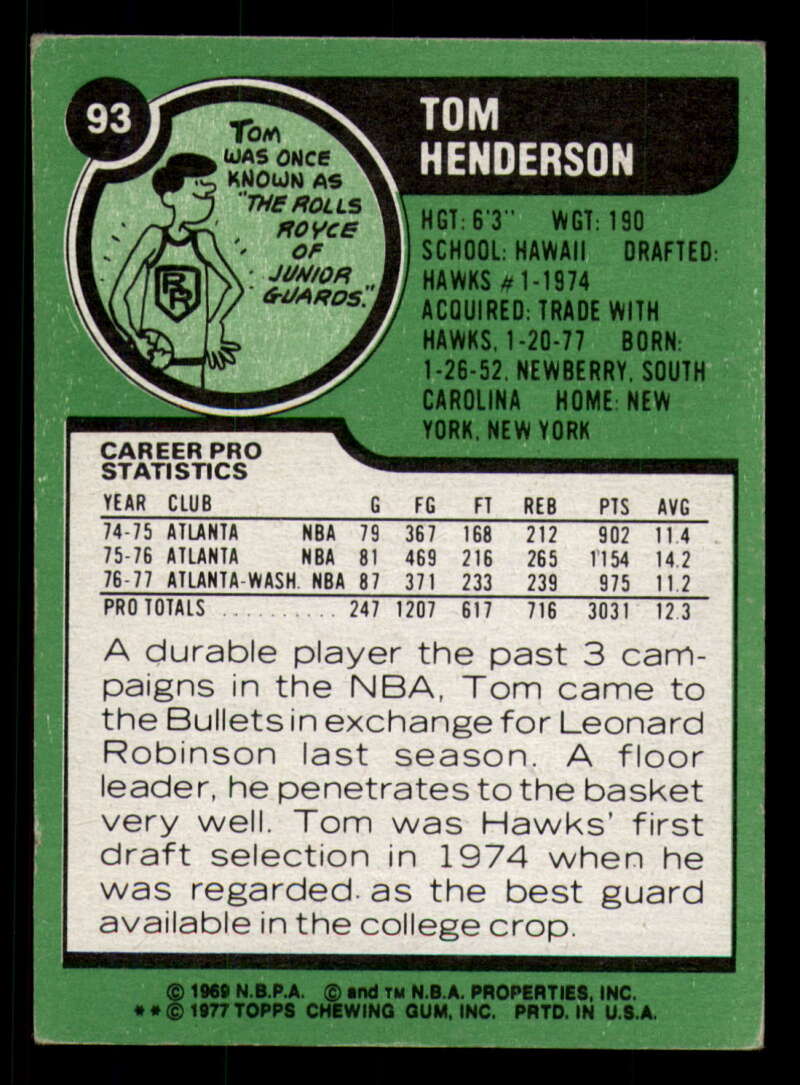 93
TOM
HENDERSON
TOM
WAS ONCE
KNOWN AS
"THE ROLLS
ROYCE
OF
JUNIOR
GUARDS."
RR
HGT: 6'3" WGT: 190
SCHOOL: HAWAII DRAFTED:
HAWKS #1-1974
ACQUIRED: TRADE WITH
HAWKS, 1-20-77 BORN:
1-26-52, NEWBERRY, SOUTH
CAROLINA HOME: NEW
YORK, NEW YORK
CAREER PRO
STATISTICS
YEAR CLUB G FG FT REB PTS AVG
74-75 ATLANTA NBA 79 367 168 212 902 11.4
75-76 ATLANTA NBA 81 469 216 265 1154 14.2
76-77 ATLANTA-WASH. NBA 87 371 233 239 975 11.2
PRO TOTALS .......... 247 1207 617 716 3031 12.3
A durable player the past 3 cam-
paigns in the NBA, Tom came to
the Bullets in exchange for Leonard
Robinson last season. A floor
leader, he penetrates to the basket
very well. Tom was Hawks' first
draft selection in 1974 when he
was regarded as the best guard
available in the college crop.
© 1969 N.B.P.A. © and TM N.B.A. PROPERTIES, INC.
**© 1977 TOPPS CHEWING GUM, INC. PRTD. IN U.S.A.